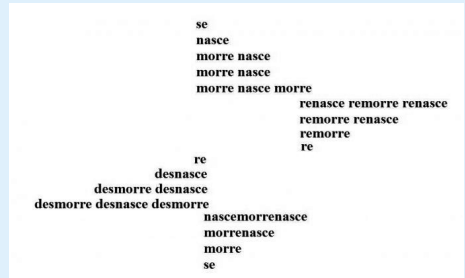 se
nasce
morre nasce
morre nasce
morre nasce morre
renasce remorre renasce
remorre renasce
remorre
re
re
desnasce
desmorre desnasce
desmorre desnasce desmorre
nascemorrenasce
morrenasce
morre
se